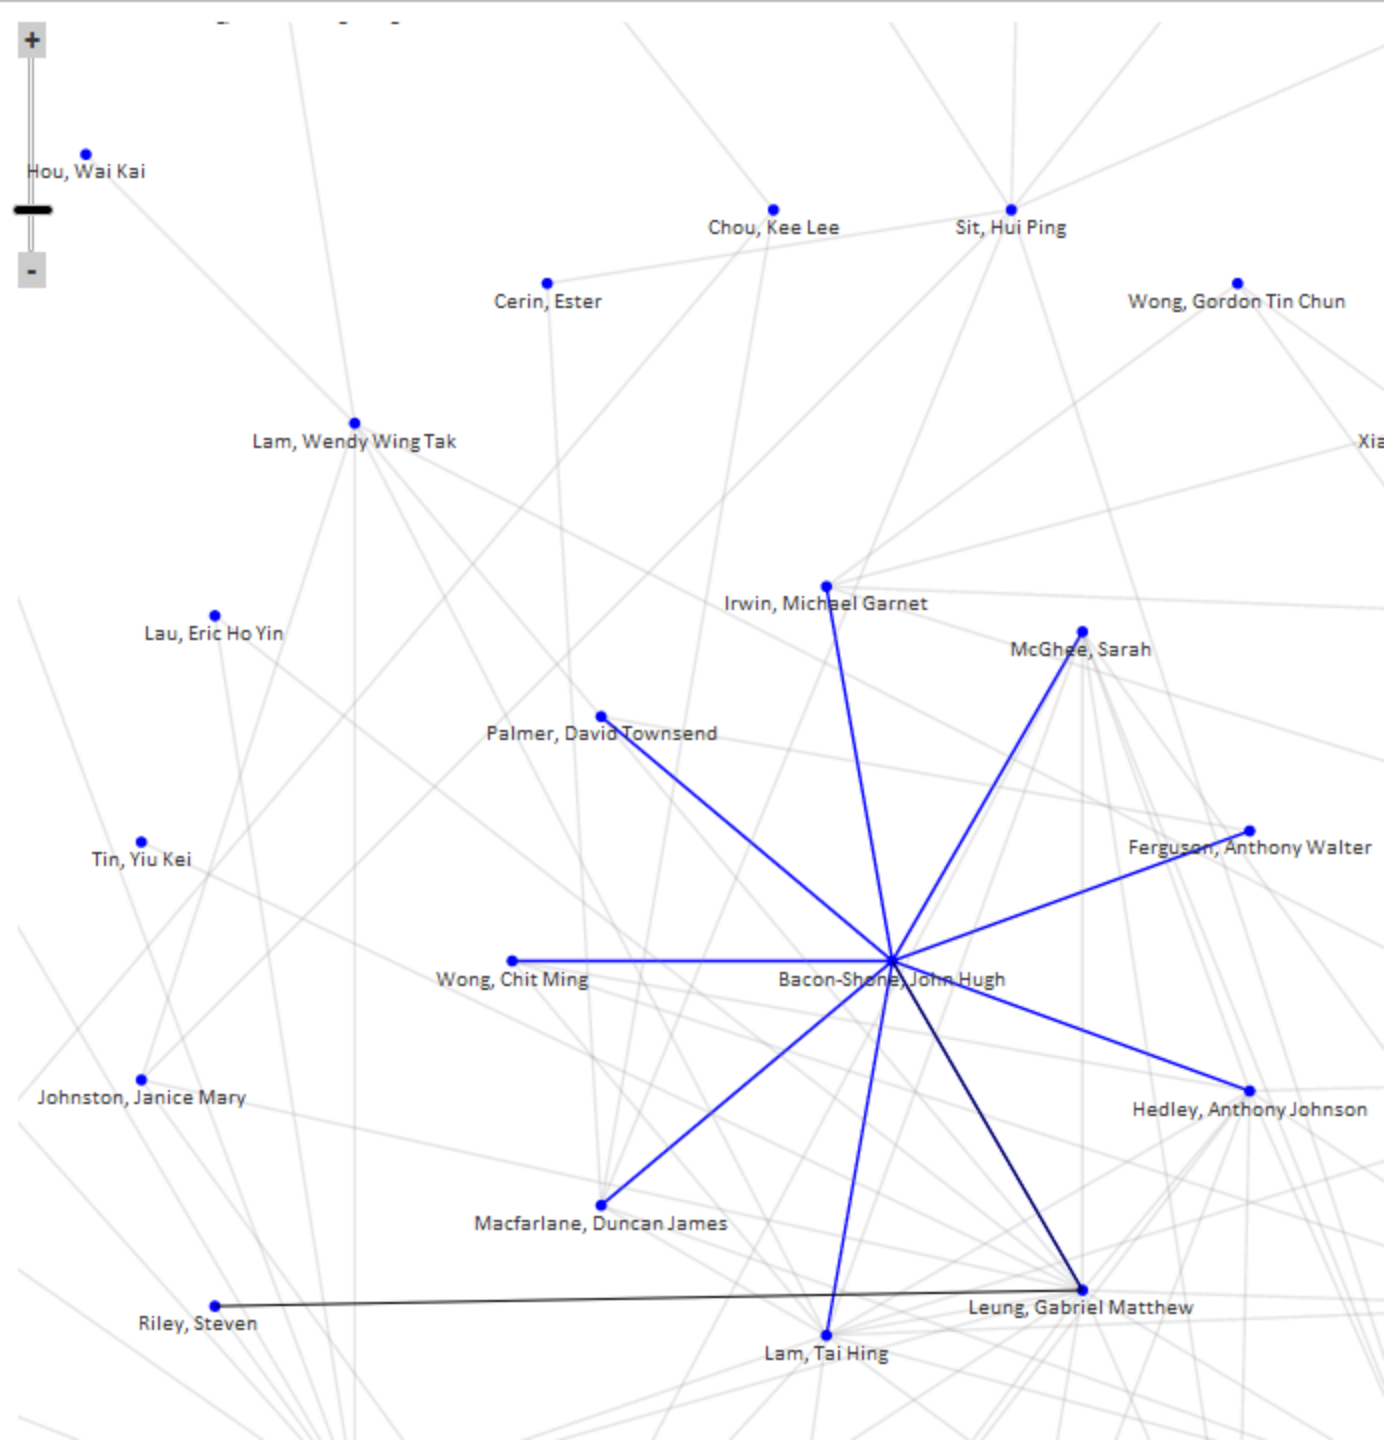 +
Hou, Wai Kai
-
Chou, Kee Lee
Sit, Hui Ping
Cerin, Ester
Wong, Gordon Tin Chun
Lam, Wendy Wing Tak
Xia
Irwin, Michael Garnet
Lau, Eric Ho Yin
McGhee, Sarah
Palmer, David Townsend
Ferguson, Anthony Walter
Tin, Yiu Kei
Wong, Chit Ming
Bacon-Shone, John Hugh
Johnston, Janice Mary
Hedley, Anthony Johnson
Macfarlane, Duncan James
Leung, Gabriel Matthew
Riley, Steven
Lam, Tai Hing